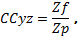 CCyz = Zf / Zp ,